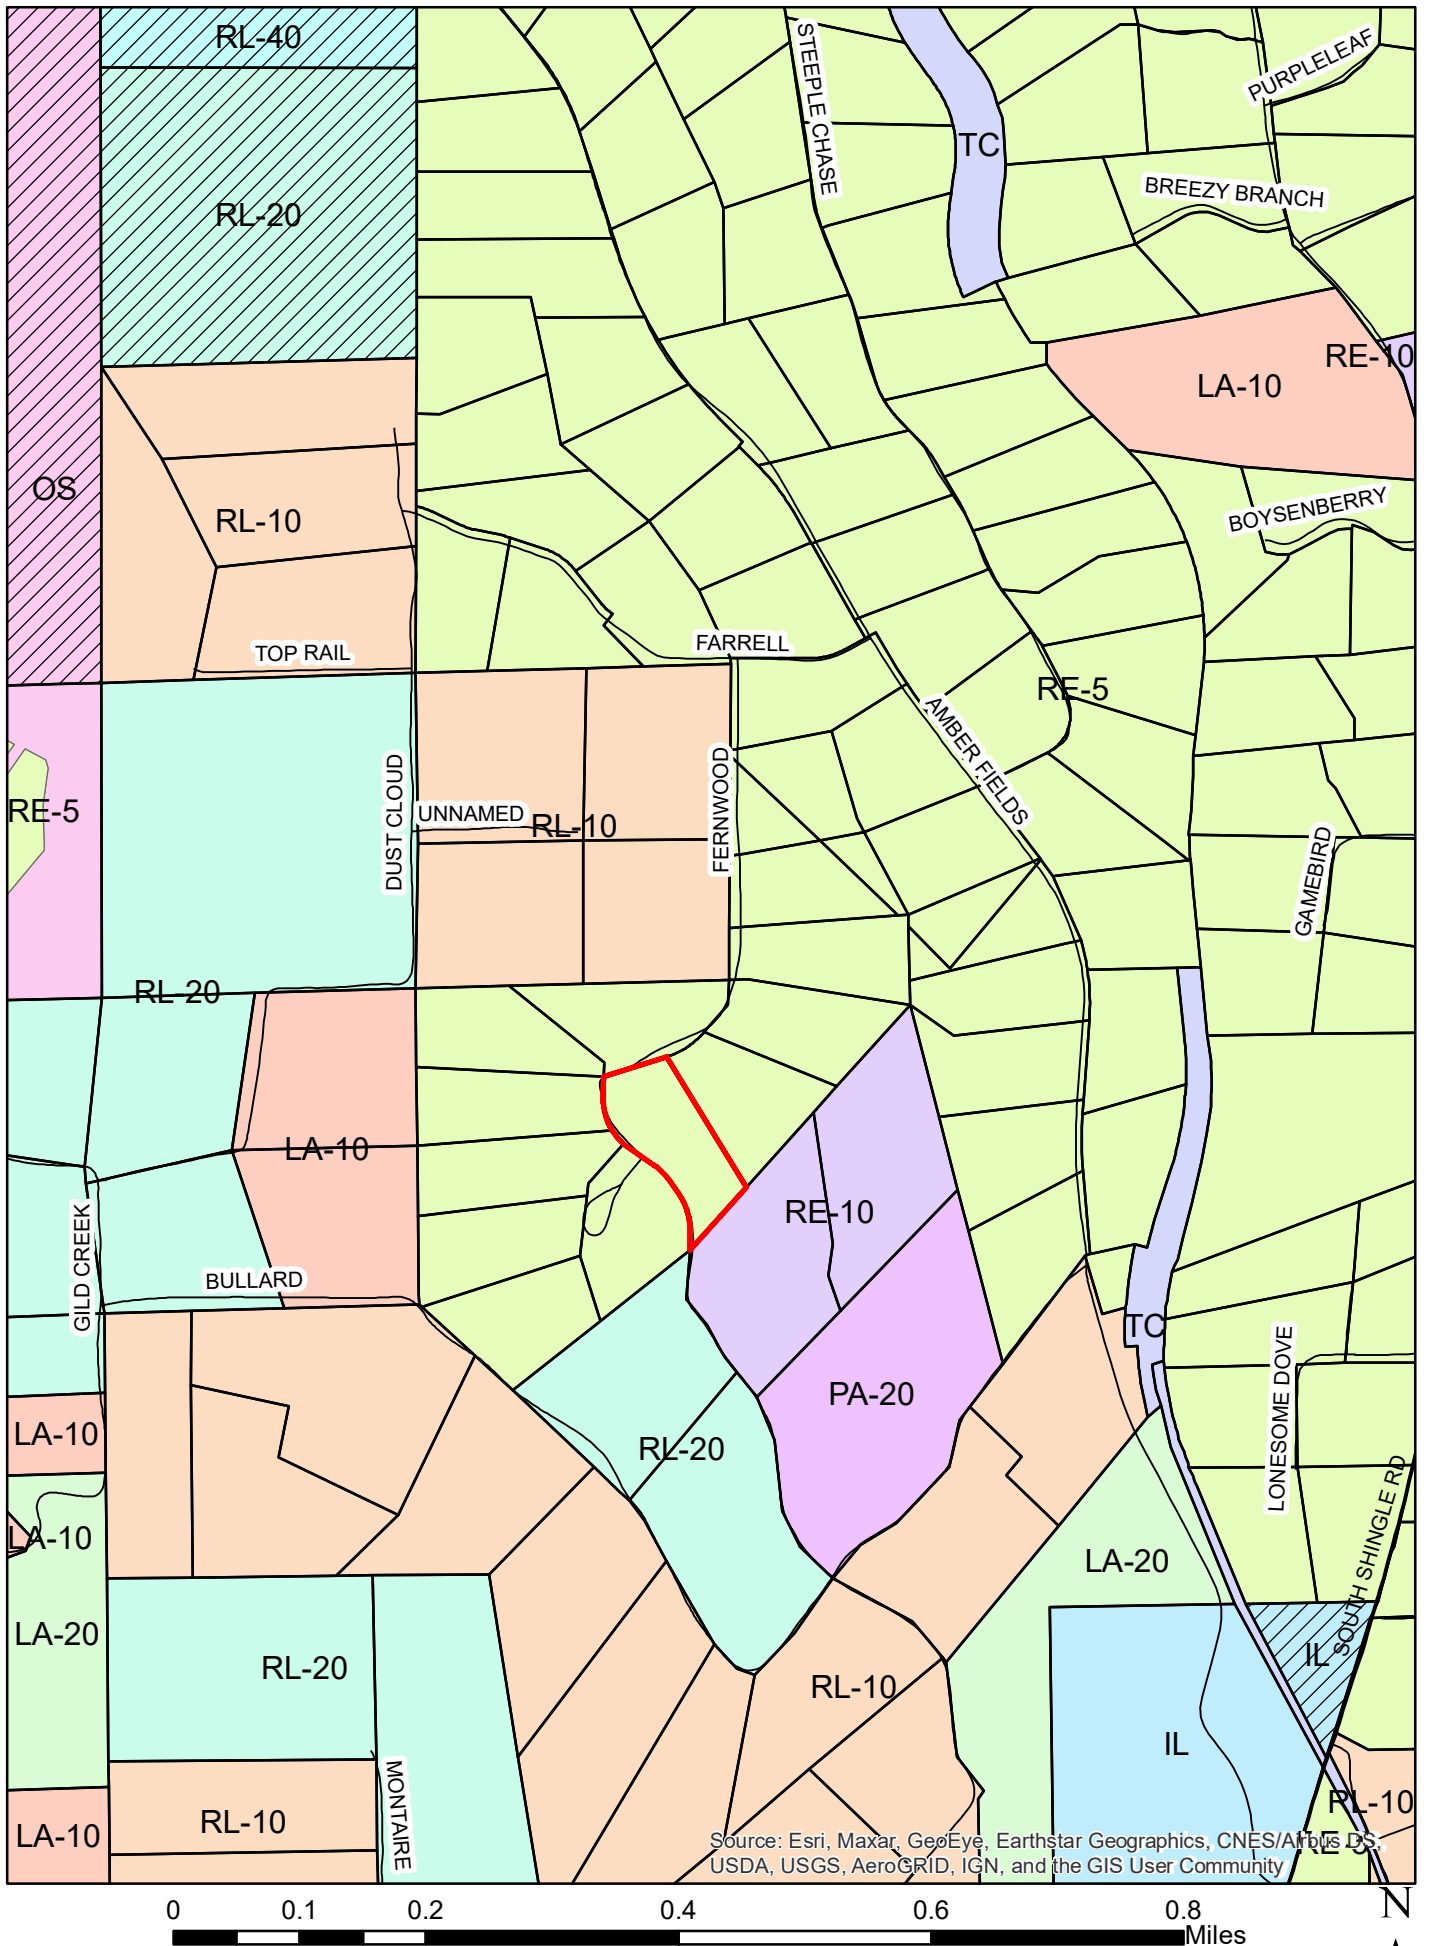 RL-40
PURPLELEAF
STEEPLE CHASE
TC
BREEZY BRANCH
RL-20
RE-10
LA-10
OS
RL-10
BOYSENBERRY
TOP RAIL
FARRELL
RE-5
AMBER FIELDS
DUST CLOUD
FERNWOOD
RE-5
UNNAMED
RL-10
GAMEBIRD
RL-20
LA-10
RE-10
GILD CREEK
BULLARD
TC
LONESOME DOVE
PA-20
LA-10
RL-20
SOUTH SHINGLE RD
LA-10
LA-20
LA-20
RL-20
IL
RL-10
IL
MONTAIRE
RL-10
RL-10
LA-10
RE-5
Source: Esri, Maxar, GeoEye, Earthstar Geographics, CNES/Airbus DS,
USDA, USGS, AeroGRID, IGN, and the GIS User Community
N
0 0.1 0.2 0.4 0.6 0.8
Miles